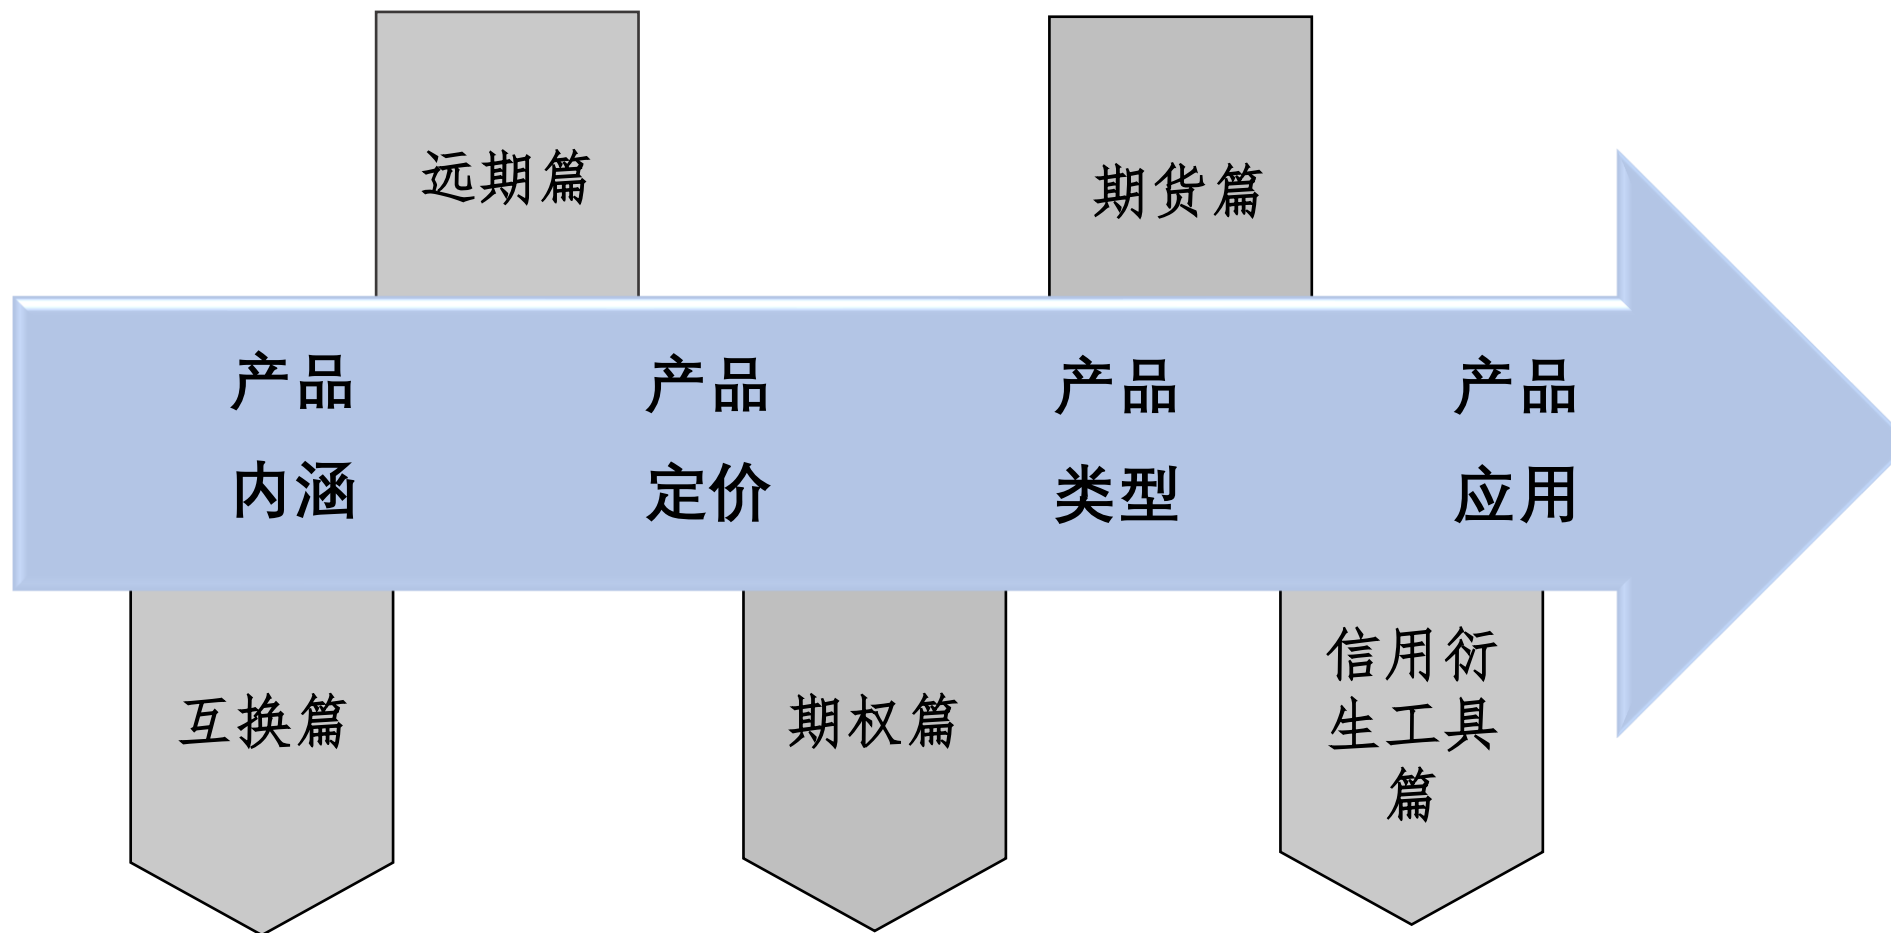 远期篇
期货篇
产品
内涵
产品
定价
产品
类型
产品
应用
互换篇
期权篇
信用衍
生工具
篇